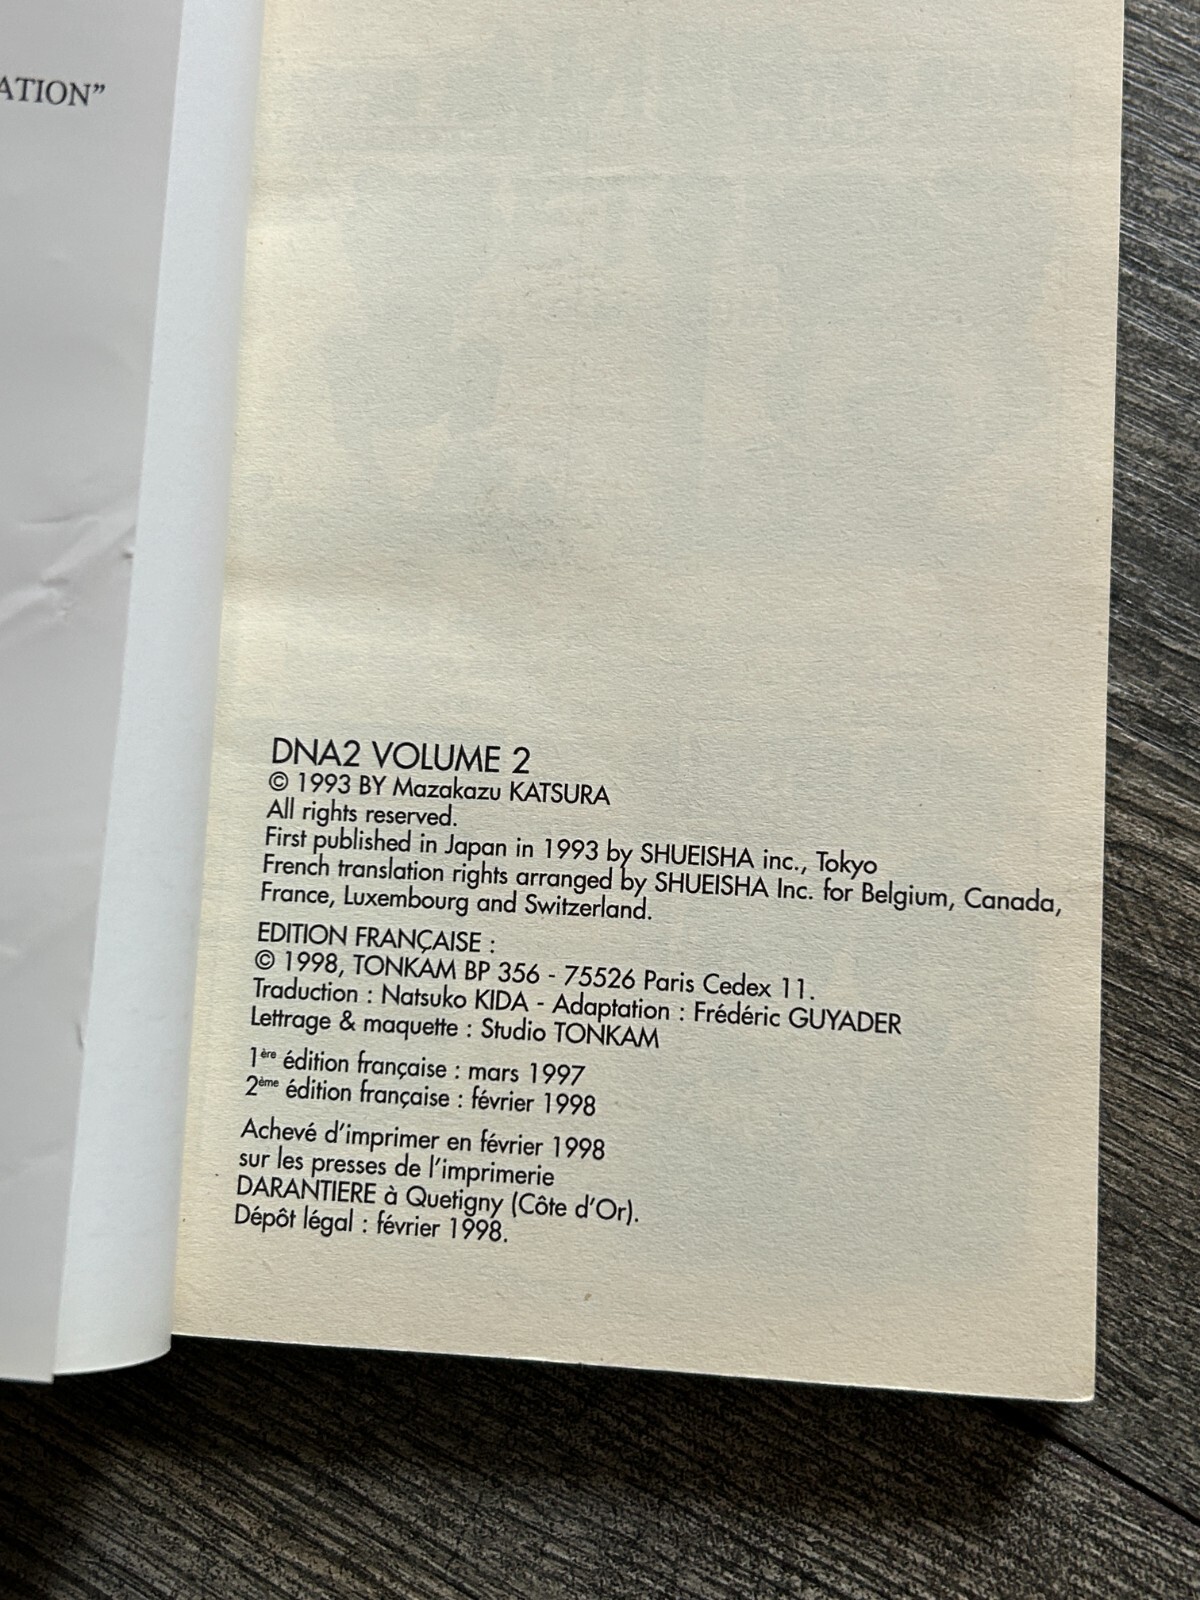 ATION”
DNA2 VOLUME 2
© 1993 BY Mazakazu KATSURA
All rights reserved.
First published in Japan in 1993 by SHUEISHA inc., Tokyo
French translation rights arranged by SHUEISHA Inc. for Belgium, Canada,
France, Luxembourg and Switzerland.
EDITION FRANÇAISE :
© 1998, TONKAM BP 356 - 75526 Paris Cedex 11.
Traduction : Natsuko KIDA - Adaptation : Frédéric GUYADER
Lettrage & maquette : Studio TONKAM
1ère édition française : mars 1997
2ème édition française : février 1998
Achevé d'imprimer en février 1998
sur les presses de l'imprimerie
DARANTIERE à Quetigny (Côte d'Or).
Dépôt légal : février 1998.